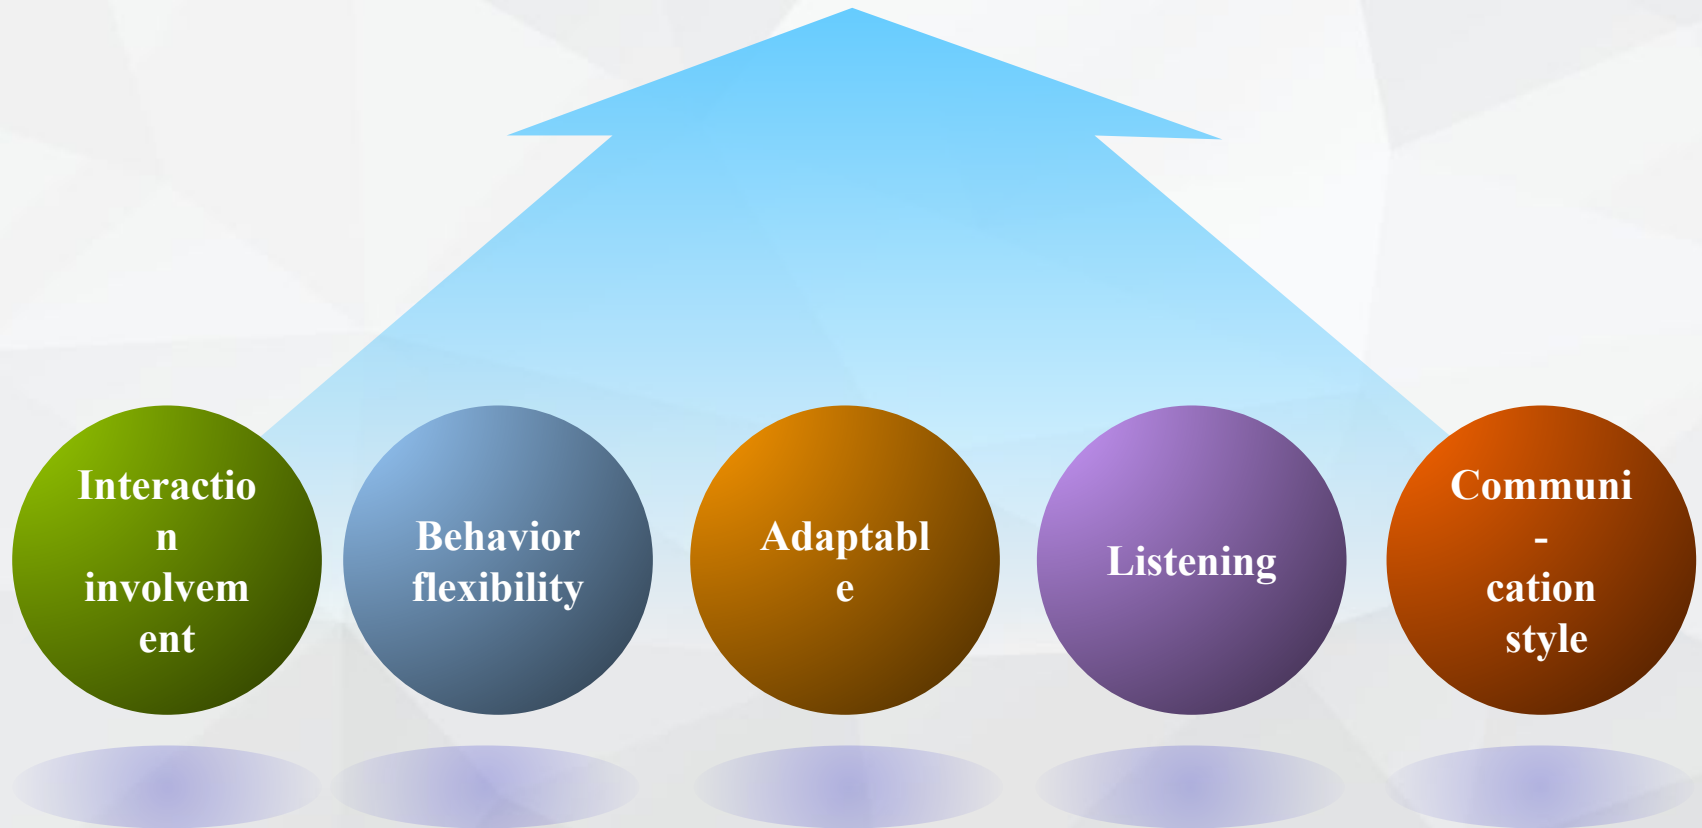 Interactio
n
involvem
ent
Behavior
flexibility
Adaptabl
e
Listening
Communi
-
cation
style